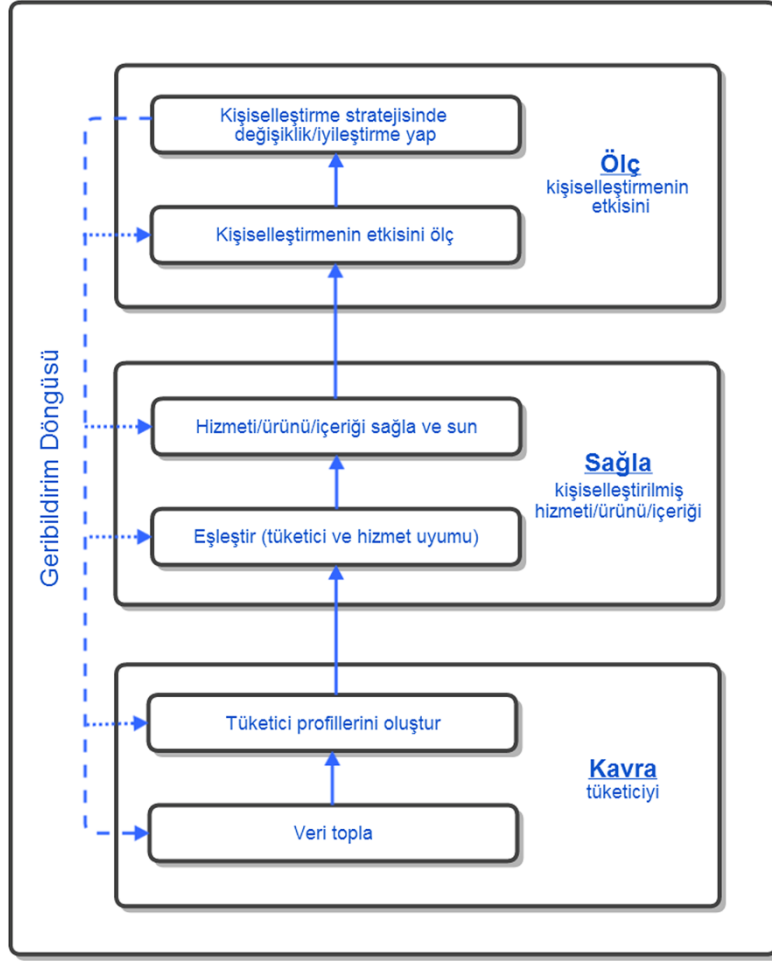 Kişiselleştirme stratejisinde
değişiklik/iyileştirme yap
Kişiselleştirmenin etkisini ölç
Ölç
kişiselleştirmenin
etkisini
Geribildirim Döngüsü
Hizmeti/ürünü/içeriği sağla ve sun
Eşleştir (tüketici ve hizmet uyumu)
Sağla
kişiselleştirilmiş
hizmeti/ürünü/içeriği
Tüketici profillerini oluştur
Veri topla
Kavra
tüketiciyi